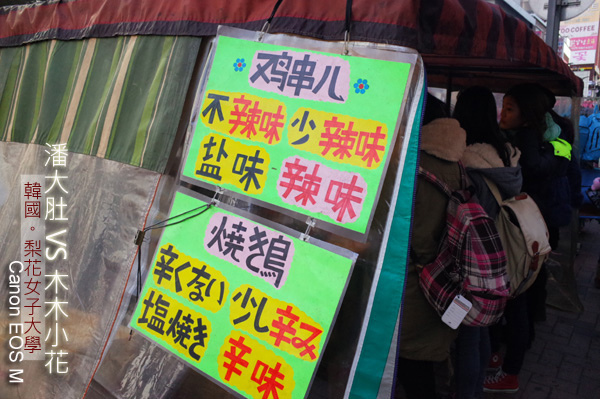 鸡串儿
不辣味 少辣味
盐味 辣味
焼き鳥
辛くない 少し辛み
塩焼き 辛味
潘大肚 VS 木木小花
韓國。梨花女子大學
Canon EOS M
COFFEE